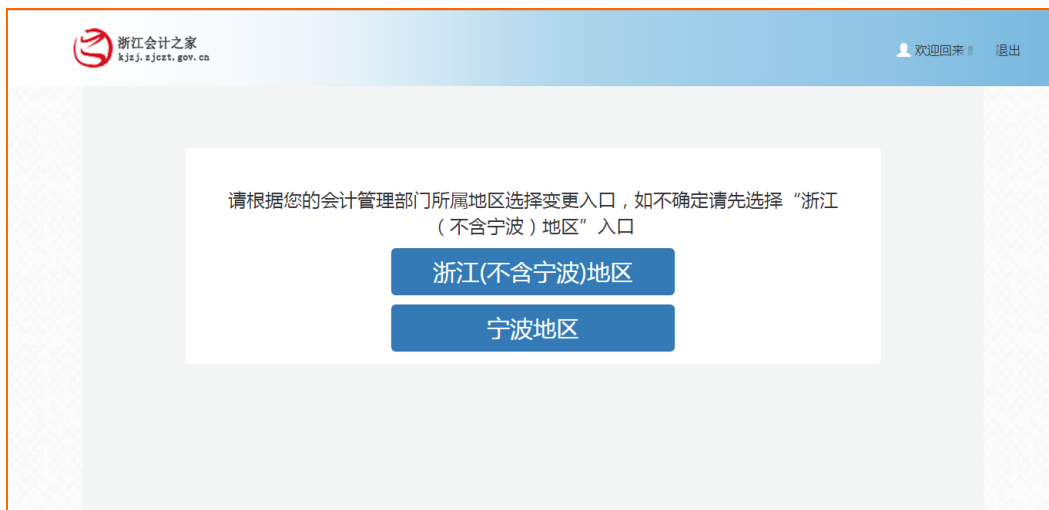 浙江会计之家
kjzj.zjczt.gov.cn
欢迎回来！ 退出
请根据您的会计管理部门所属地区选择变更入口，如不确定请先选择“浙江
（不含宁波）地区”入口
浙江(不含宁波)地区
宁波地区